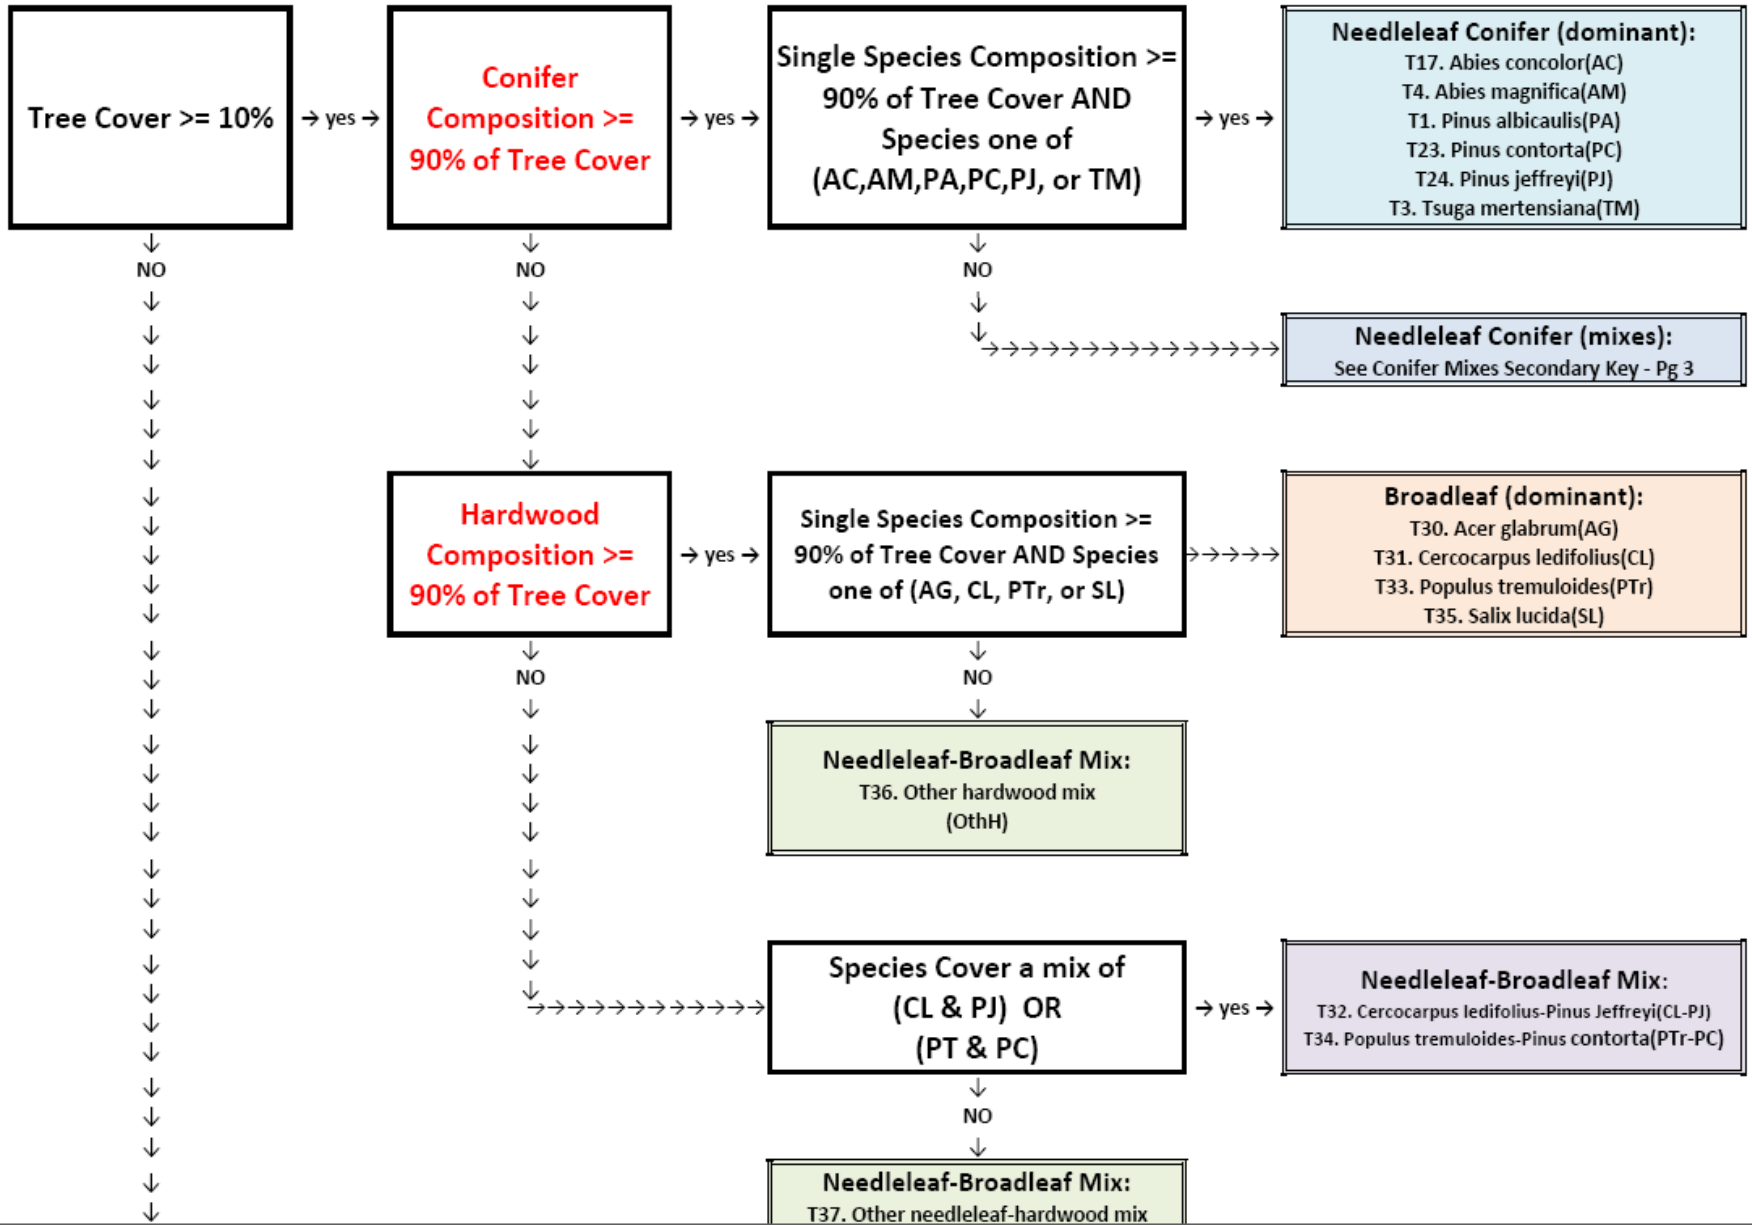 Tree Cover >= 10%
→ yes →
Conifer
Composition >=
90% of Tree Cover
→ yes →
Single Species Composition >=
90% of Tree Cover AND
Species one of
(AC,AM,PA,PC,PJ, or TM)
→ yes →
Needleleaf Conifer (dominant):
T17. Abies concolor(AC)
T4. Abies magnifica(AM)
T1. Pinus albicaulis(PA)
T23. Pinus contorta(PC)
T24. Pinus jeffreyi(PJ)
T3. Tsuga mertensiana(TM)
NO
NO
NO
Needleleaf Conifer (mixes):
See Conifer Mixes Secondary Key - Pg 3
Hardwood
Composition >=
90% of Tree Cover
→ yes →
Single Species Composition >=
90% of Tree Cover AND Species
one of (AG, CL, PTr, or SL)
Broadleaf (dominant):
T30. Acer glabrum(AG)
T31. Cercocarpus ledifolius(CL)
T33. Populus tremuloides(PTr)
T35. Salix lucida(SL)
NO
NO
Needleleaf-Broadleaf Mix:
T36. Other hardwood mix
(OthH)
Species Cover a mix of
(CL & PJ) OR
(PT & PC)
→ yes →
Needleleaf-Broadleaf Mix:
T32. Cercocarpus ledifolius-Pinus Jeffreyi(CL-PJ)
T34. Populus tremuloides-Pinus contorta(PTr-PC)
NO
Needleleaf-Broadleaf Mix:
T37. Other needleleaf-hardwood mix